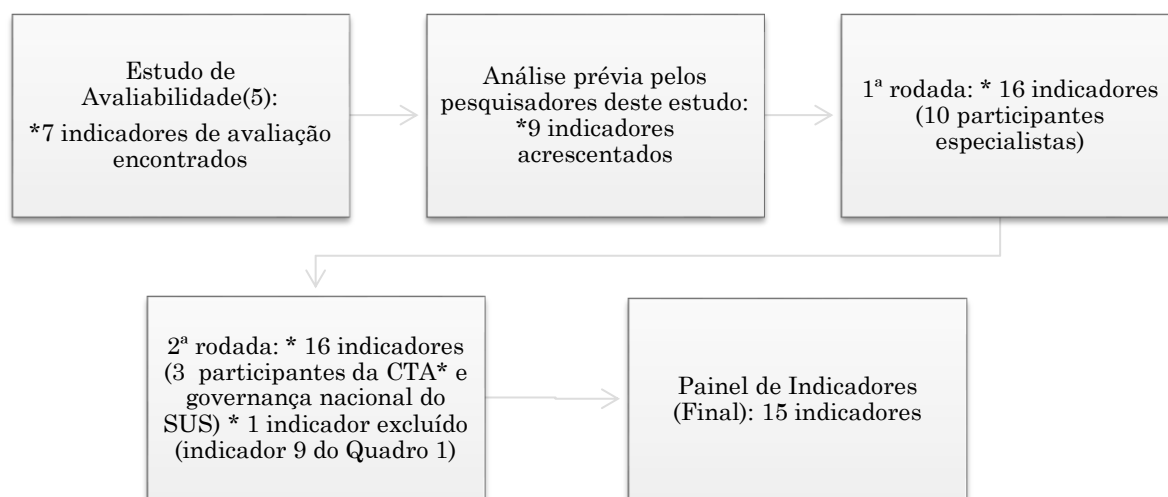 Estudo de
Avaliabilidade(5):
*7 indicadores de avaliação
encontrados
Análise prévia pelos
pesquisadores deste estudo:
*9 indicadores
acrescentados
1ª rodada: * 16 indicadores
(10 participantes
especialistas)
2ª rodada: * 16 indicadores
(3 participantes da CTA* e
governança nacional do
SUS) * 1 indicador excluído
(indicador 9 do Quadro 1)
Painel de Indicadores
(Final): 15 indicadores